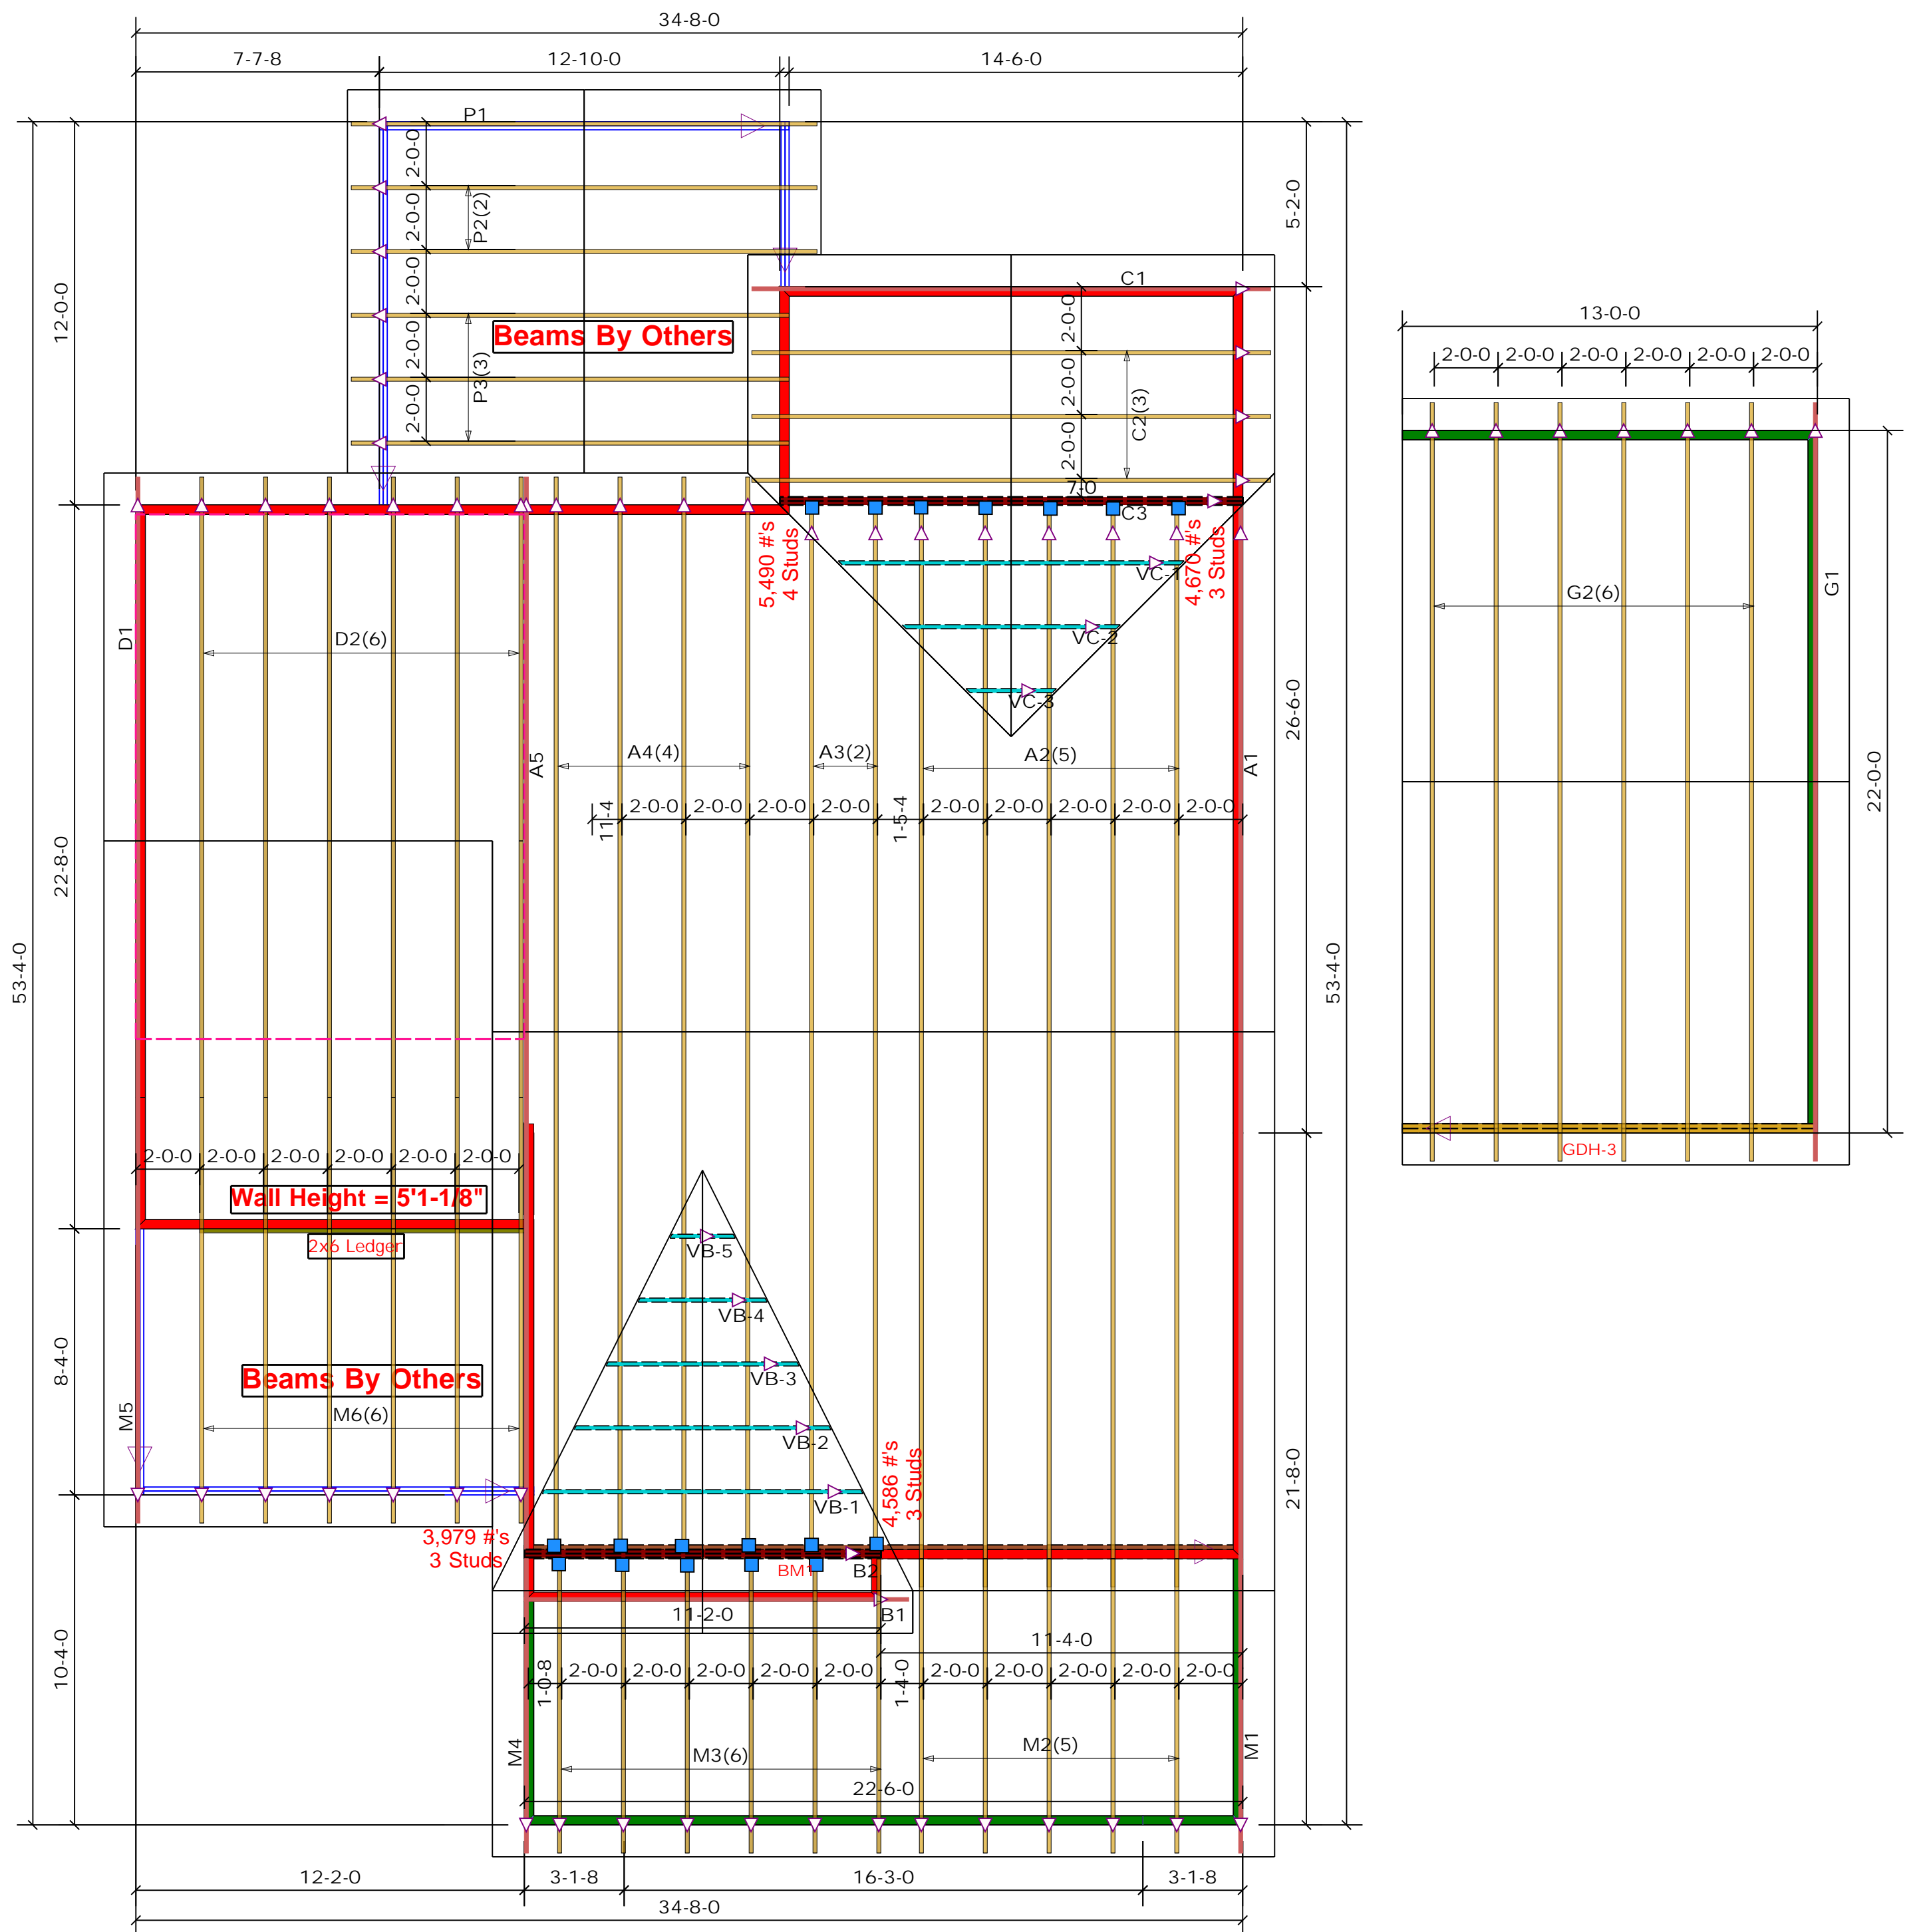 34-8-0
7-7-8
12-10-0
14-6-0
P1
2-0-0
2-0-0
2-0-0
2-0-0
2-0-0
P2(2)
P3(3)
Beams By Others
12-0-0
5-2-0
C1
2-0-0
2-0-0
2-0-0
C2(3)
7-0
C3
13-0-0
2-0-0
2-0-0
2-0-0
2-0-0
2-0-0
2-0-0
G2(6)
G1
22-0-0
GDH-3
5,490 #'s
4 Studs
4,670 #'s
3 Studs
VC-1
VC-2
VC-3
D1
D2(6)
A5
A4(4)
A3(2)
A2(5)
A1
26-6-0
11-4
2-0-0
2-0-0
2-0-0
2-0-0
1-5-4
2-0-0
2-0-0
2-0-0
2-0-0
2-0-0
22-8-0
53-4-0
53-4-0
2-0-0
2-0-0
2-0-0
2-0-0
2-0-0
2-0-0
Wall Height = 5'1-1/8"
2x6 Ledger
VB-5
VB-4
VB-3
VB-2
VB-1
8-4-0
Beams By Others
M5
M6(6)
4,586 #'s
3 Studs
21-8-0
3,979 #'s
3 Studs
BM1
B2
B1
11-2-0
11-4-0
10-4-0
1-0-8
2-0-0
2-0-0
2-0-0
2-0-0
2-0-0
1-4-0
2-0-0
2-0-0
2-0-0
2-0-0
2-0-0
M4
M3(6)
M2(5)
M1
22-6-0
12-2-0
3-1-8
16-3-0
3-1-8
34-8-0